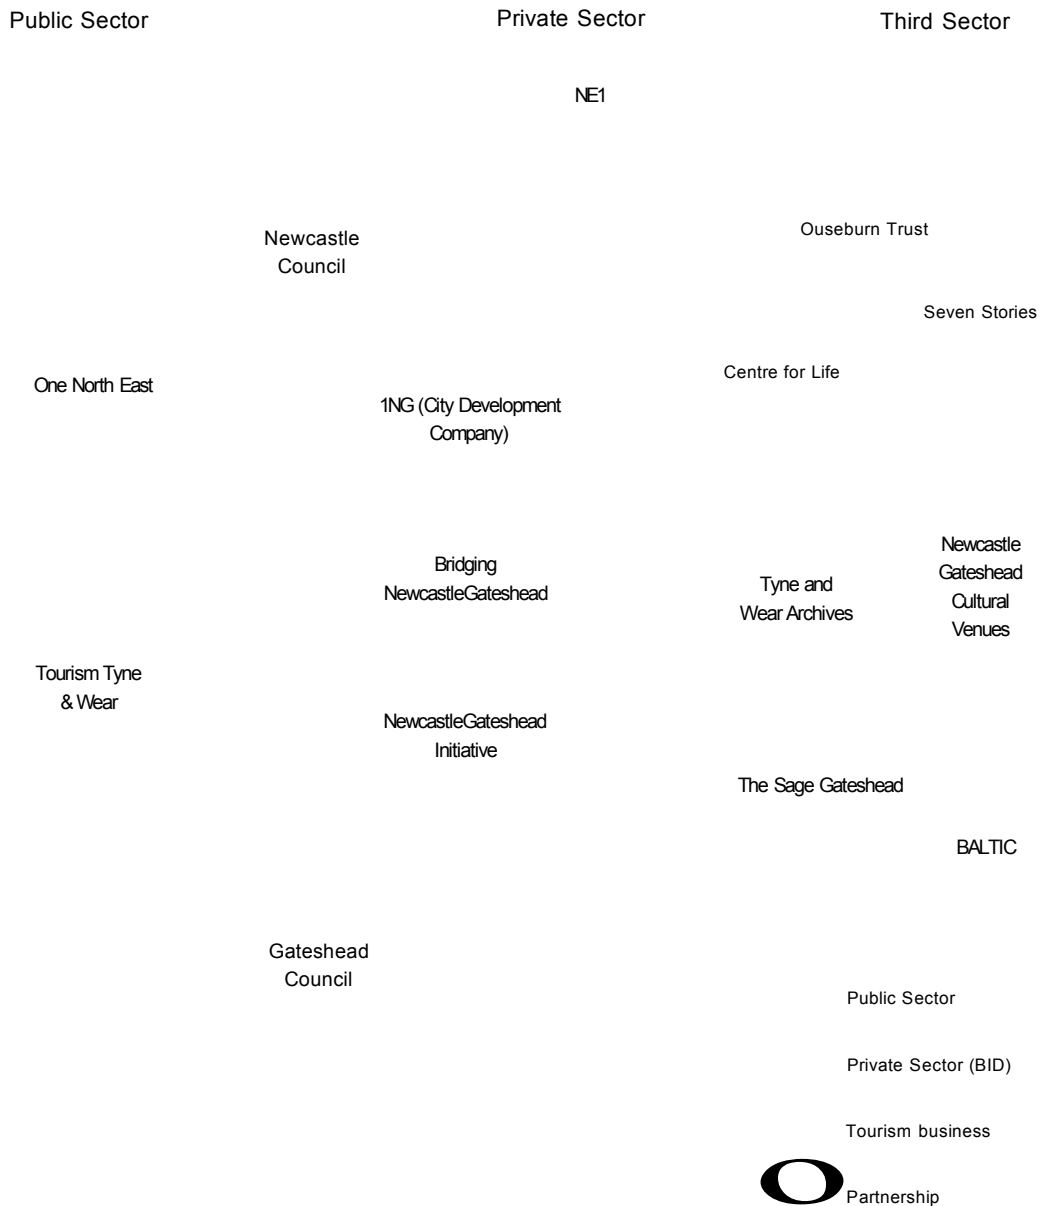 Public Sector
Private Sector
Third Sector
NE1
Newcastle
Council
Ouseburn Trust
Seven Stories
One North East
Centre for Life
1NG (City Development
Company)
Bridging
NewcastleGateshead
Tyne and
Wear Archives
Newcastle
Gateshead
Cultural
Venues
Tourism Tyne
& Wear
NewcastleGateshead
Initiative
The Sage Gateshead
BALTIC
Gateshead
Council
Public Sector
Private Sector (BID)
Tourism business
Partnership